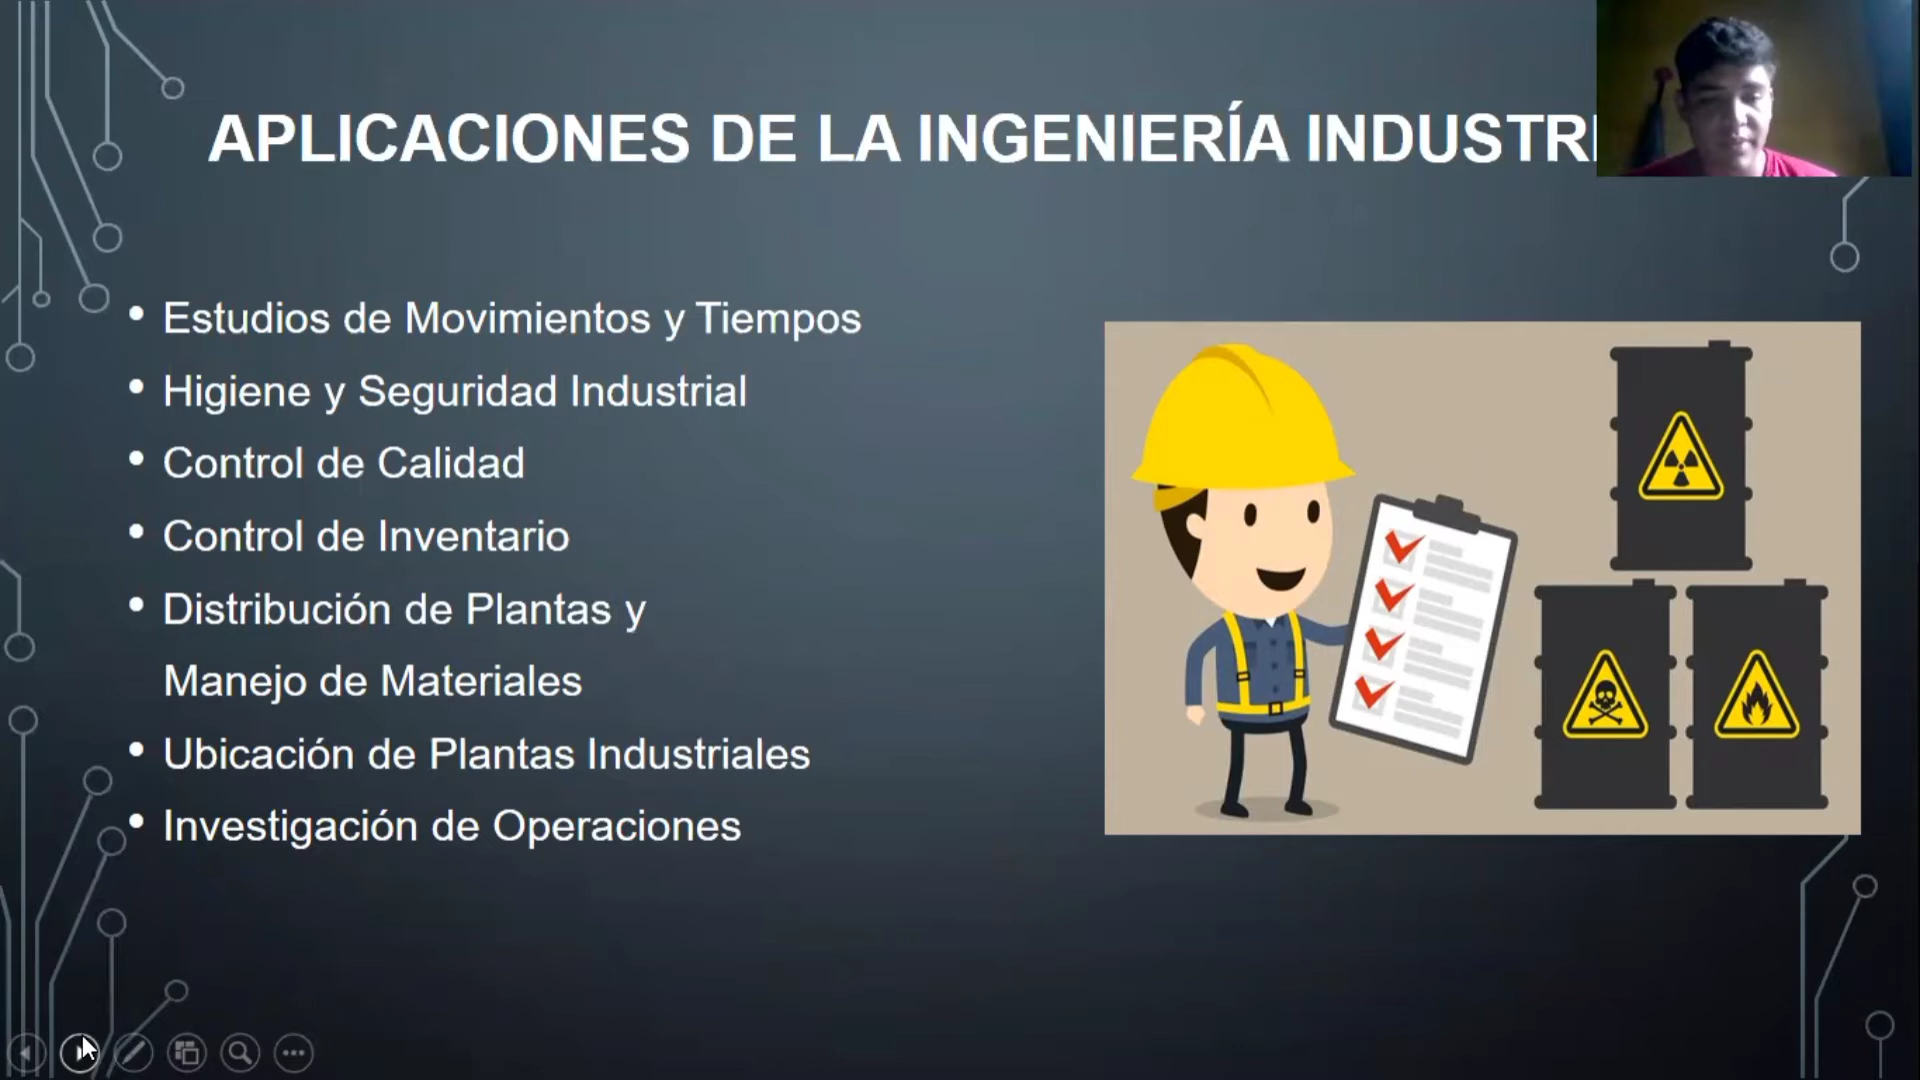 APLICACIONES DE LA INGENIERÍA INDUSTRI
• Estudios de Movimientos y Tiempos
• Higiene y Seguridad Industrial
• Control de Calidad
• Control de Inventario
• Distribución de Plantas y
Manejo de Materiales
• Ubicación de Plantas Industriales
• Investigación de Operaciones